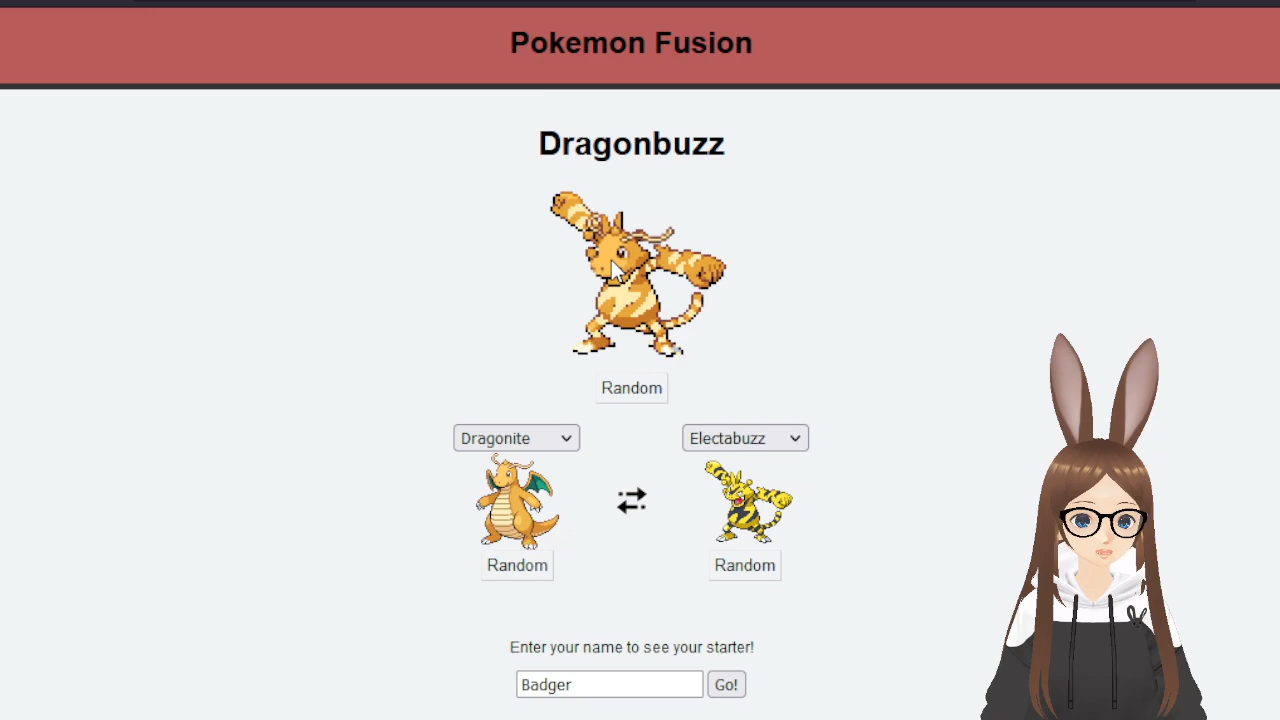 Pokemon Fusion
Dragonbuzz
Random
Dragonite
Electabuzz
Random
Random
Enter your name to see your starter!
Badger
Go!